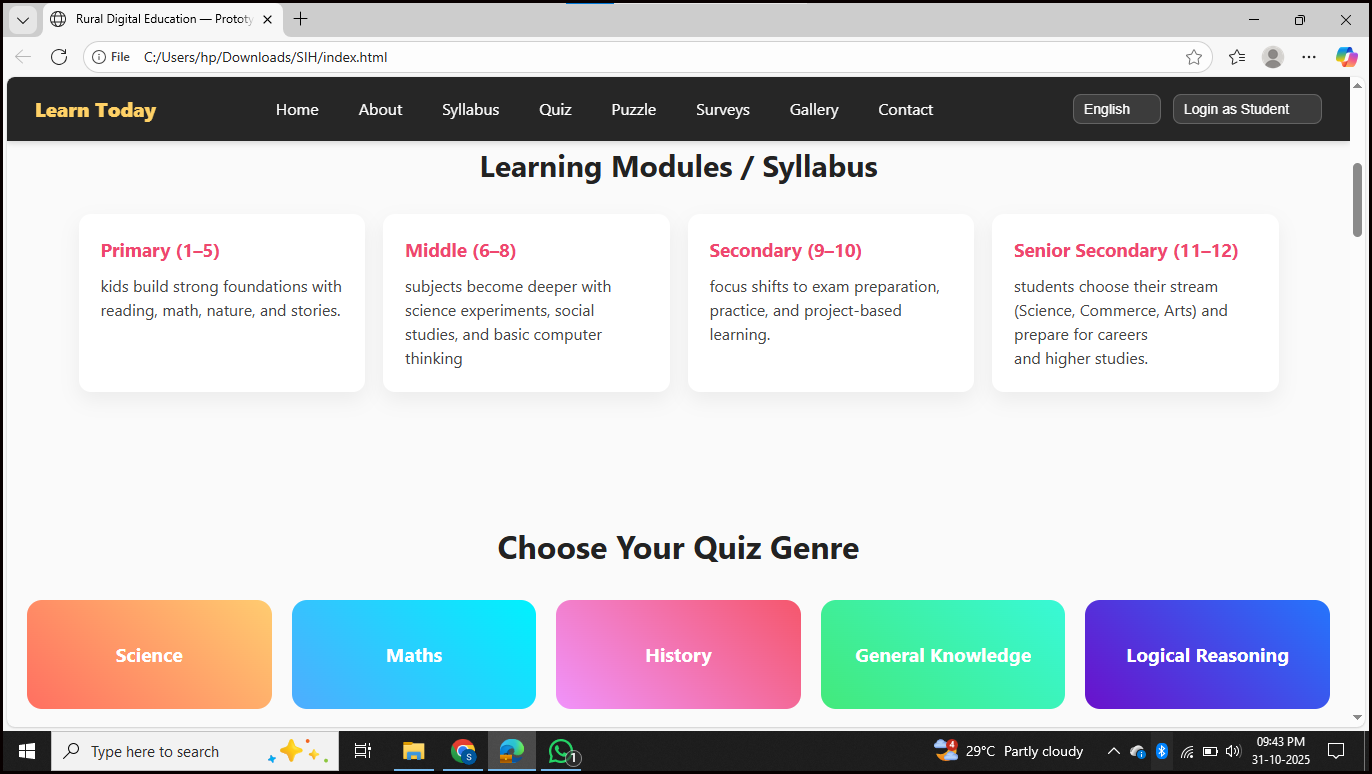 Rural Digital Education — Prototy
File C:/Users/hp/Downloads/SIH/index.html
Learn Today Home About Syllabus Quiz Puzzle Surveys Gallery Contact English Login as Student
Learning Modules / Syllabus
Primary (1–5)
kids build strong foundations with
reading, math, nature, and stories.
Middle (6–8)
subjects become deeper with
science experiments, social
studies, and basic computer
thinking
Secondary (9–10)
focus shifts to exam preparation,
practice, and project-based
learning.
Senior Secondary (11–12)
students choose their stream
(Science, Commerce, Arts) and
prepare for careers
and higher studies.
Choose Your Quiz Genre
Science
Maths
History
General Knowledge
Logical Reasoning
Type here to search
S
1
4
29°C Partly cloudy
09:43 PM
31-10-2025